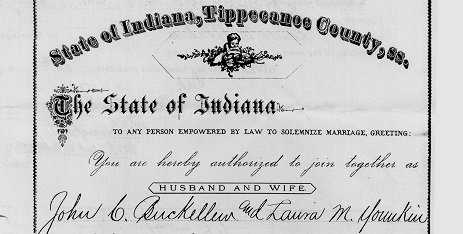 State of Indiana, Tippecanoe County, ss.
The State of Indiana
TO ANY PERSON EMPOWERED BY LAW TO SOLEMNIZE MARRIAGE, GREETING:
You are hereby authorized to join together as
HUSBAND AND WIFE.
John C. Buckellew and Laura M. Younkin